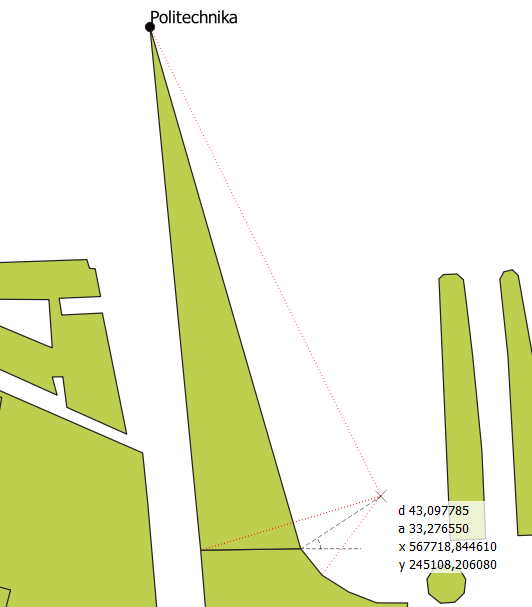 Politechnika
d 43,097785
a 33,276550
x 567718,844610
y 245108,206080